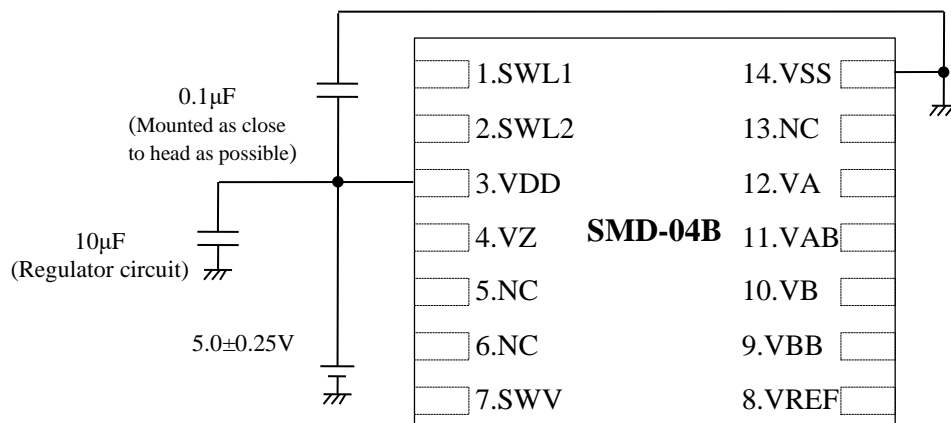 1.SWL1
14.VSS
0.1μF
(Mounted as close
to head as possible)
2.SWL2
13.NC
3.VDD
12.VA
10μF
(Regulator circuit)
4.VZ
SMD-04B
11.VAB
5.NC
10.VB
5.0±0.25V
6.NC
9.VBB
7.SWV
8.VREF